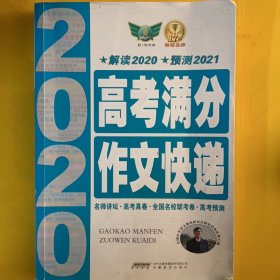 2020
★解读2020 ★预测2021
高考满分
作文快递
名师讲坛·高考真卷·全国名校联考卷·高考预测
GAOKAO MANFEN
ZUOWEN KUAIDI